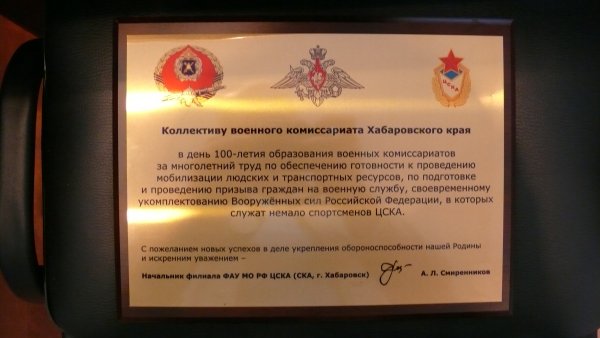 ЦСКА
Коллективу военного комиссариата Хабаровского края
в день 100-летия образования военных комиссариатов
за многолетний труд по обеспечению готовности к проведению
мобилизации людских и транспортных ресурсов, по подготовке
и проведению призыва граждан на военную службу, своевременному
укомплектованию Вооружённых сил Российской Федерации, в которых
служат немало спортсменов ЦСКА.
С пожеланием новых успехов в деле укрепления обороноспособности нашей Родины
и искренним уважением –
Начальник филиала ФАУ МО РФ ЦСКА (СКА, г. Хабаровск) А. Л. Смиренников